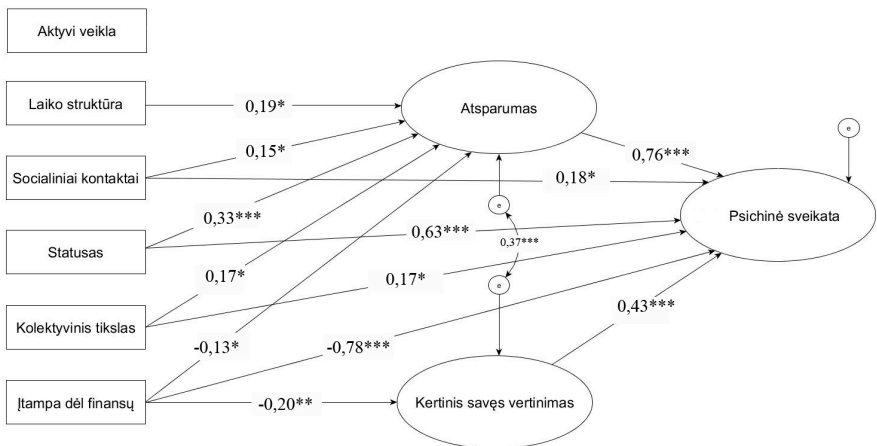 Aktyvi veikla
Laiko struktūra
Socialiniai kontaktai
Statusas
Kolektyvinis tikslas
Įtampa dėl finansų
0,19*
0,15*
0,33***
0,17*
-0,13*
-0,20**
Atsparumas
e
0,37***
e
Kertinis savęs vertinimas
0,76***
0,18*
0,63***
0,17*
-0,78***
0,43***
e
Psichinė sveikata